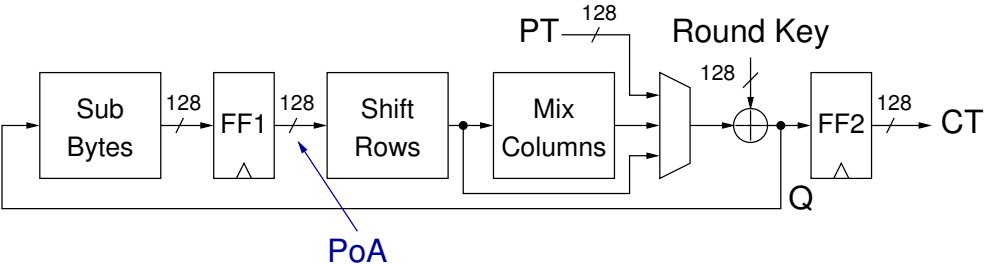 PT
128
Round Key
128
Sub
Bytes
128
FF1
128
Shift
Rows
Mix
Columns
FF2
128
CT
Q
PoA